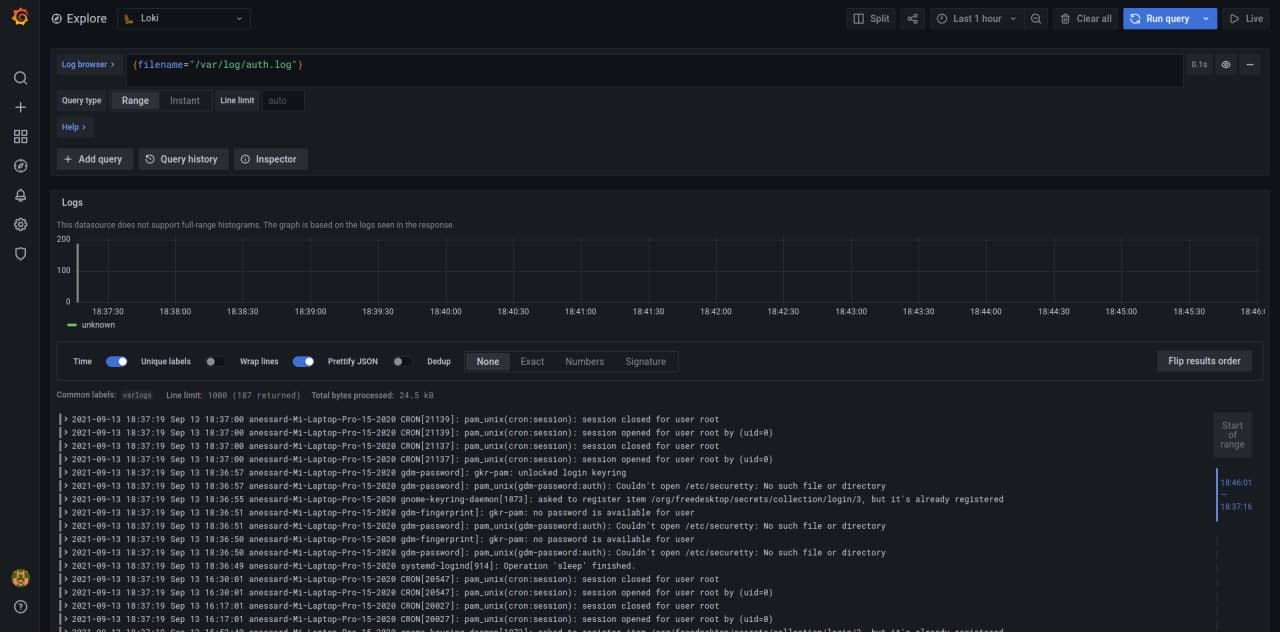 Explore Loki Split Last 1 hour Clear all Run query Live
Log browser > {filename="/var/log/auth.log"} 0.1s
Query type Range Instant Line limit auto
Help >
+ Add query Query history Inspector
Logs
This datasource does not support full-range histograms. The graph is based on the logs seen in the response.
200
100
0
18:37:30 18:38:00 18:38:30 18:39:00 18:39:30 18:40:00 18:40:30 18:41:00 18:41:30 18:42:00 18:42:30 18:43:00 18:43:30 18:44:00 18:44:30 18:45:00 18:45:30 18:46:0
unknown
Time Unique labels Wrap lines Prettify JSON Dedup None Exact Numbers Signature Flip results order
Common labels: varlogs Line limit: 1000 (187 returned) Total bytes processed: 24.5 kB
> 2021-09-13 18:37:19 Sep 13 18:37:00 anessard-Mi-Laptop-Pro-15-2020 CRON[21139]: pam_unix(cron:session): session closed for user root
> 2021-09-13 18:37:19 Sep 13 18:37:00 anessard-Mi-Laptop-Pro-15-2020 CRON[21139]: pam_unix(cron:session): session opened for user root by (uid=0)
> 2021-09-13 18:37:19 Sep 13 18:37:00 anessard-Mi-Laptop-Pro-15-2020 CRON[21137]: pam_unix(cron:session): session closed for user root
> 2021-09-13 18:37:19 Sep 13 18:37:00 anessard-Mi-Laptop-Pro-15-2020 CRON[21137]: pam_unix(cron:session): session opened for user root by (uid=0)
> 2021-09-13 18:37:19 Sep 13 18:36:57 anessard-Mi-Laptop-Pro-15-2020 gdm-password]: gkr-pam: unlocked login keyring
> 2021-09-13 18:37:19 Sep 13 18:36:57 anessard-Mi-Laptop-Pro-15-2020 gdm-password]: pam_unix(gdm-password:auth): Couldn't open /etc/securetty: No such file or directory
> 2021-09-13 18:37:19 Sep 13 18:36:55 anessard-Mi-Laptop-Pro-15-2020 gnome-keyring-daemon[1873]: asked to register item /org/freedesktop/secrets/collection/login/3, but it's already registered
> 2021-09-13 18:37:19 Sep 13 18:36:51 anessard-Mi-Laptop-Pro-15-2020 gdm-fingerprint]: gkr-pam: no password is available for user
> 2021-09-13 18:37:19 Sep 13 18:36:51 anessard-Mi-Laptop-Pro-15-2020 gdm-password]: pam_unix(gdm-password:auth): Couldn't open /etc/securetty: No such file or directory
> 2021-09-13 18:37:19 Sep 13 18:36:50 anessard-Mi-Laptop-Pro-15-2020 gdm-fingerprint]: gkr-pam: no password is available for user
> 2021-09-13 18:37:19 Sep 13 18:36:50 anessard-Mi-Laptop-Pro-15-2020 gdm-password]: pam_unix(gdm-password:auth): Couldn't open /etc/securetty: No such file or directory
> 2021-09-13 18:37:19 Sep 13 18:36:49 anessard-Mi-Laptop-Pro-15-2020 systemd-logind[914]: Operation 'sleep' finished.
> 2021-09-13 18:37:19 Sep 13 16:30:01 anessard-Mi-Laptop-Pro-15-2020 CRON[20547]: pam_unix(cron:session): session closed for user root
> 2021-09-13 18:37:19 Sep 13 16:30:01 anessard-Mi-Laptop-Pro-15-2020 CRON[20547]: pam_unix(cron:session): session opened for user root by (uid=0)
> 2021-09-13 18:37:19 Sep 13 16:17:01 anessard-Mi-Laptop-Pro-15-2020 CRON[20027]: pam_unix(cron:session): session closed for user root
> 2021-09-13 18:37:19 Sep 13 16:17:01 anessard-Mi-Laptop-Pro-15-2020 CRON[20027]: pam_unix(cron:session): session opened for user root by (uid=0)
Start
of
range
18:46:01
—
18:37:16